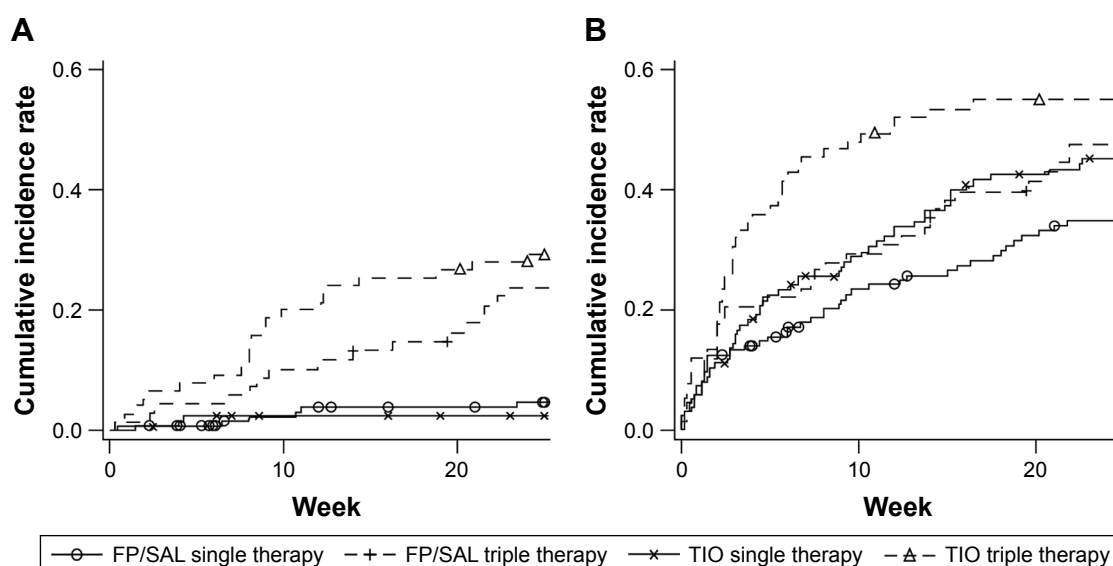 A
B
Cumulative incidence rate
0.6
0.4
0.2
0.0
0
10
20
Week
Cumulative incidence rate
0.6
0.4
0.2
0.0
0
10
20
Week
FP/SAL single therapy FP/SAL triple therapy TIO single therapy TIO triple therapy